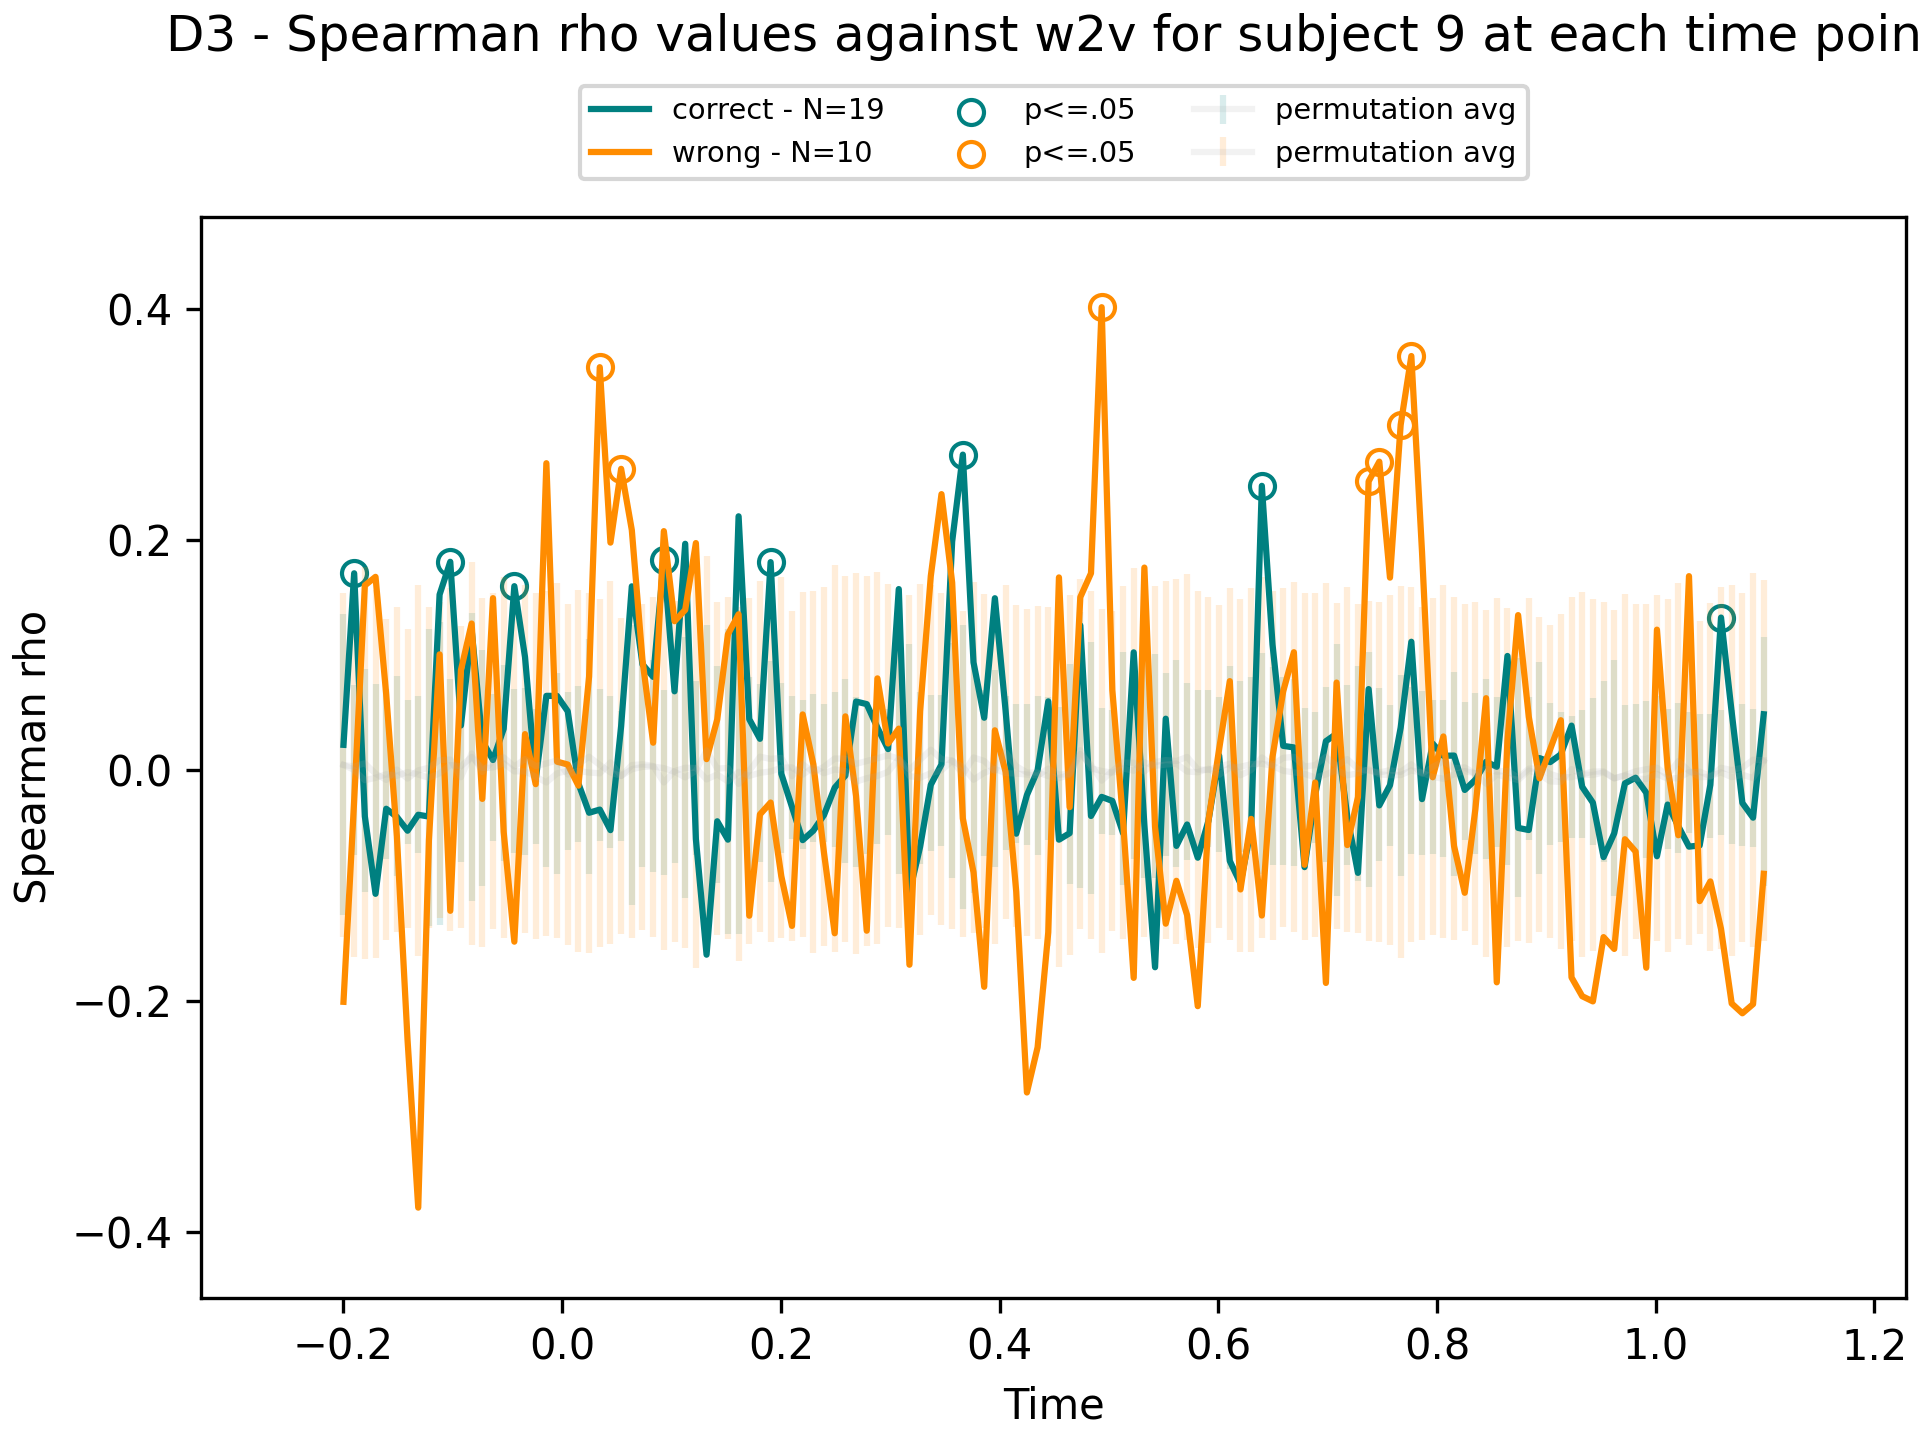 D3 - Spearman rho values against w2v for subject 9 at each time poin
correct - N=19
wrong - N=10
p<=.05
p<=.05
permutation avg
permutation avg
Spearman rho
0.4
0.2
0.0
−0.2
−0.4
−0.2 0.0 0.2 0.4 0.6 0.8 1.0 1.2
Time